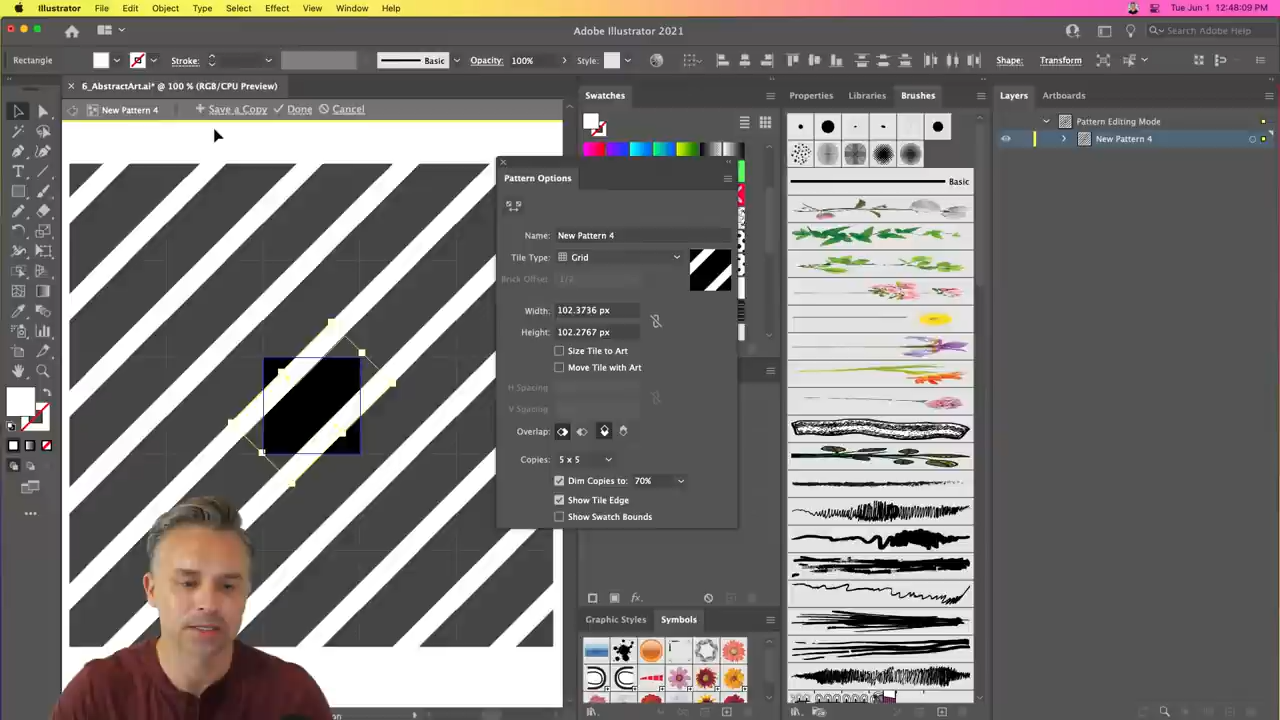 Illustrator File Edit Object Type Select Effect View Window Help
Tue Jun 1 12:48:09 PM
Adobe Illustrator 2021
Search Adobe Help
Rectangle
Stroke:
Basic
Opacity: 100%
Style:
Shape:
Transform
6_AbstractArt.ai* @ 100 % (RGB/CPU Preview)
New Pattern 4
Save a Copy
Done
Cancel
Swatches
Properties
Libraries
Brushes
Layers
Artboards
Pattern Editing Mode
New Pattern 4
Basic
Pattern Options
Name: New Pattern 4
Tile Type: Grid
Brick Offset: 1/2
Width: 102.3736 px
Height: 102.2767 px
Size Tile to Art
Move Tile with Art
H Spacing
V Spacing
Overlap:
Copies: 5 x 5
Dim Copies to: 70%
Show Tile Edge
Show Swatch Bounds
fx.
Graphic Styles
Symbols